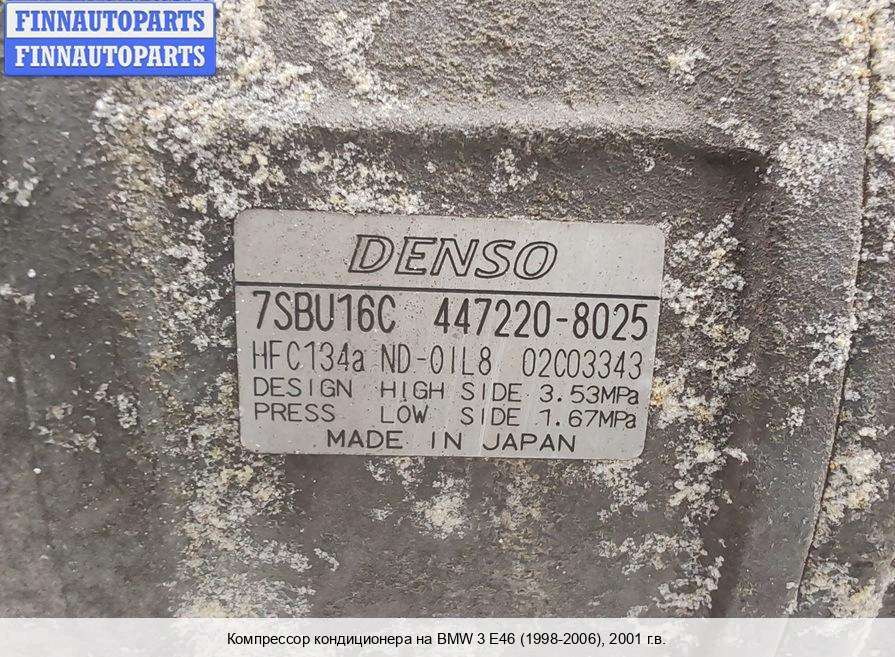 FINNAUTOPARTS
FINNAUTOPARTS
DENSO
7SBU16C 447220-8025
HFC134a ND-OIL8 02C03343
DESIGN HIGH SIDE 3.53MPa
PRESS LOW SIDE 1.67MPa
MADE IN JAPAN
Компрессор кондиционера на BMW 3 E46 (1998-2006), 2001 г.в.